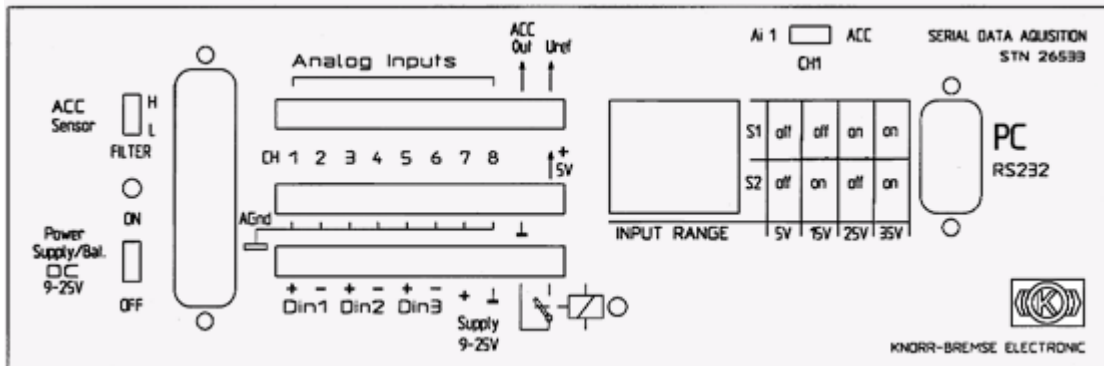 ACC
Sensor
H
L
FILTER
ON
Power
Supply/Bal.
DC
9-25V
OFF
Analog Inputs
ACC
Out
Uref
CH 1 2 3 4 5 6 7 8
+
5V
AGnd
+ - + - + - + ⊥
Din1 Din2 Din3
Supply
9-25V
Ai 1 ACC
CH1
SERIAL DATA AQUISITION
STN 26533
S1 off off on on
S2 off on off on
INPUT RANGE 5V 15V 25V 35V
PC
RS232
K
KNORR-BREMSE ELECTRONIC